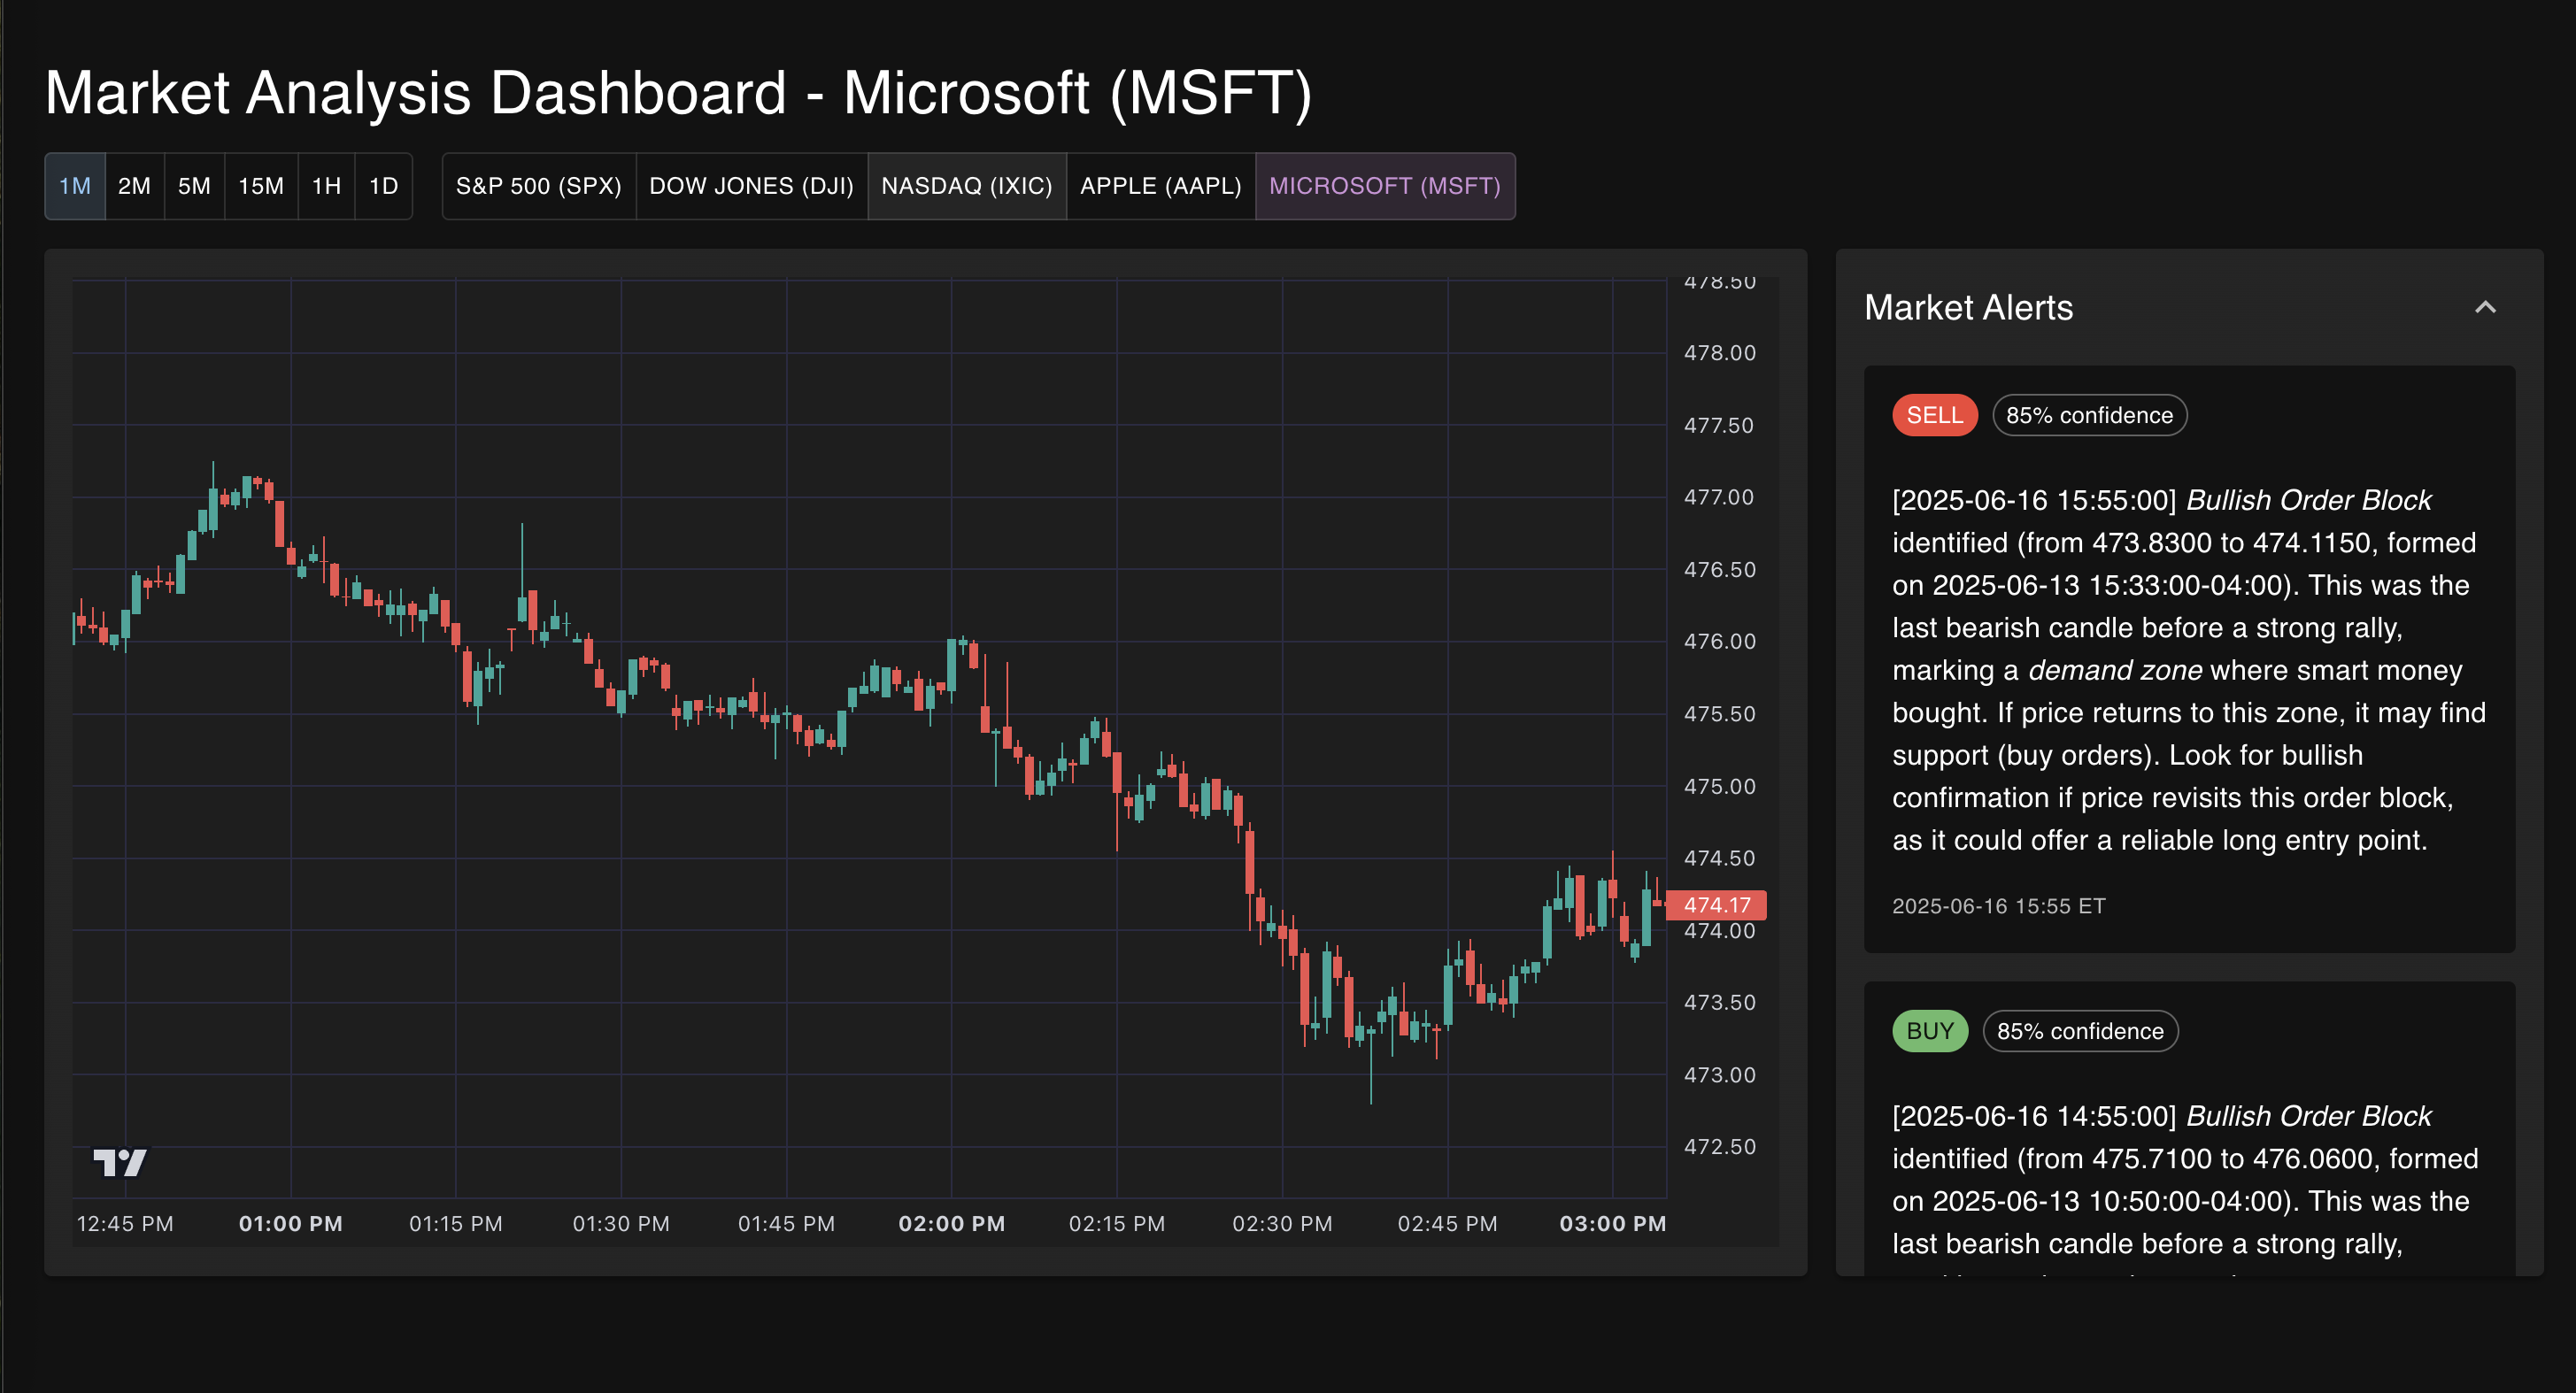 Market Analysis Dashboard - Microsoft (MSFT)
1M 2M 5M 15M 1H 1D S&P 500 (SPX) DOW JONES (DJI) NASDAQ (IXIC) APPLE (AAPL) MICROSOFT (MSFT)
478.50
478.00
477.50
477.00
476.50
476.00
475.50
475.00
474.50
474.17
474.00
473.50
473.00
472.50
12:45 PM 01:00 PM 01:15 PM 01:30 PM 01:45 PM 02:00 PM 02:15 PM 02:30 PM 02:45 PM 03:00 PM
Market Alerts
SELL 85% confidence
[2025-06-16 15:55:00] Bullish Order Block
identified (from 473.8300 to 474.1150, formed
on 2025-06-13 15:33:00-04:00). This was the
last bearish candle before a strong rally,
marking a demand zone where smart money
bought. If price returns to this zone, it may find
support (buy orders). Look for bullish
confirmation if price revisits this order block,
as it could offer a reliable long entry point.
2025-06-16 15:55 ET
BUY 85% confidence
[2025-06-16 14:55:00] Bullish Order Block
identified (from 475.7100 to 476.0600, formed
on 2025-06-13 10:50:00-04:00). This was the
last bearish candle before a strong rally,